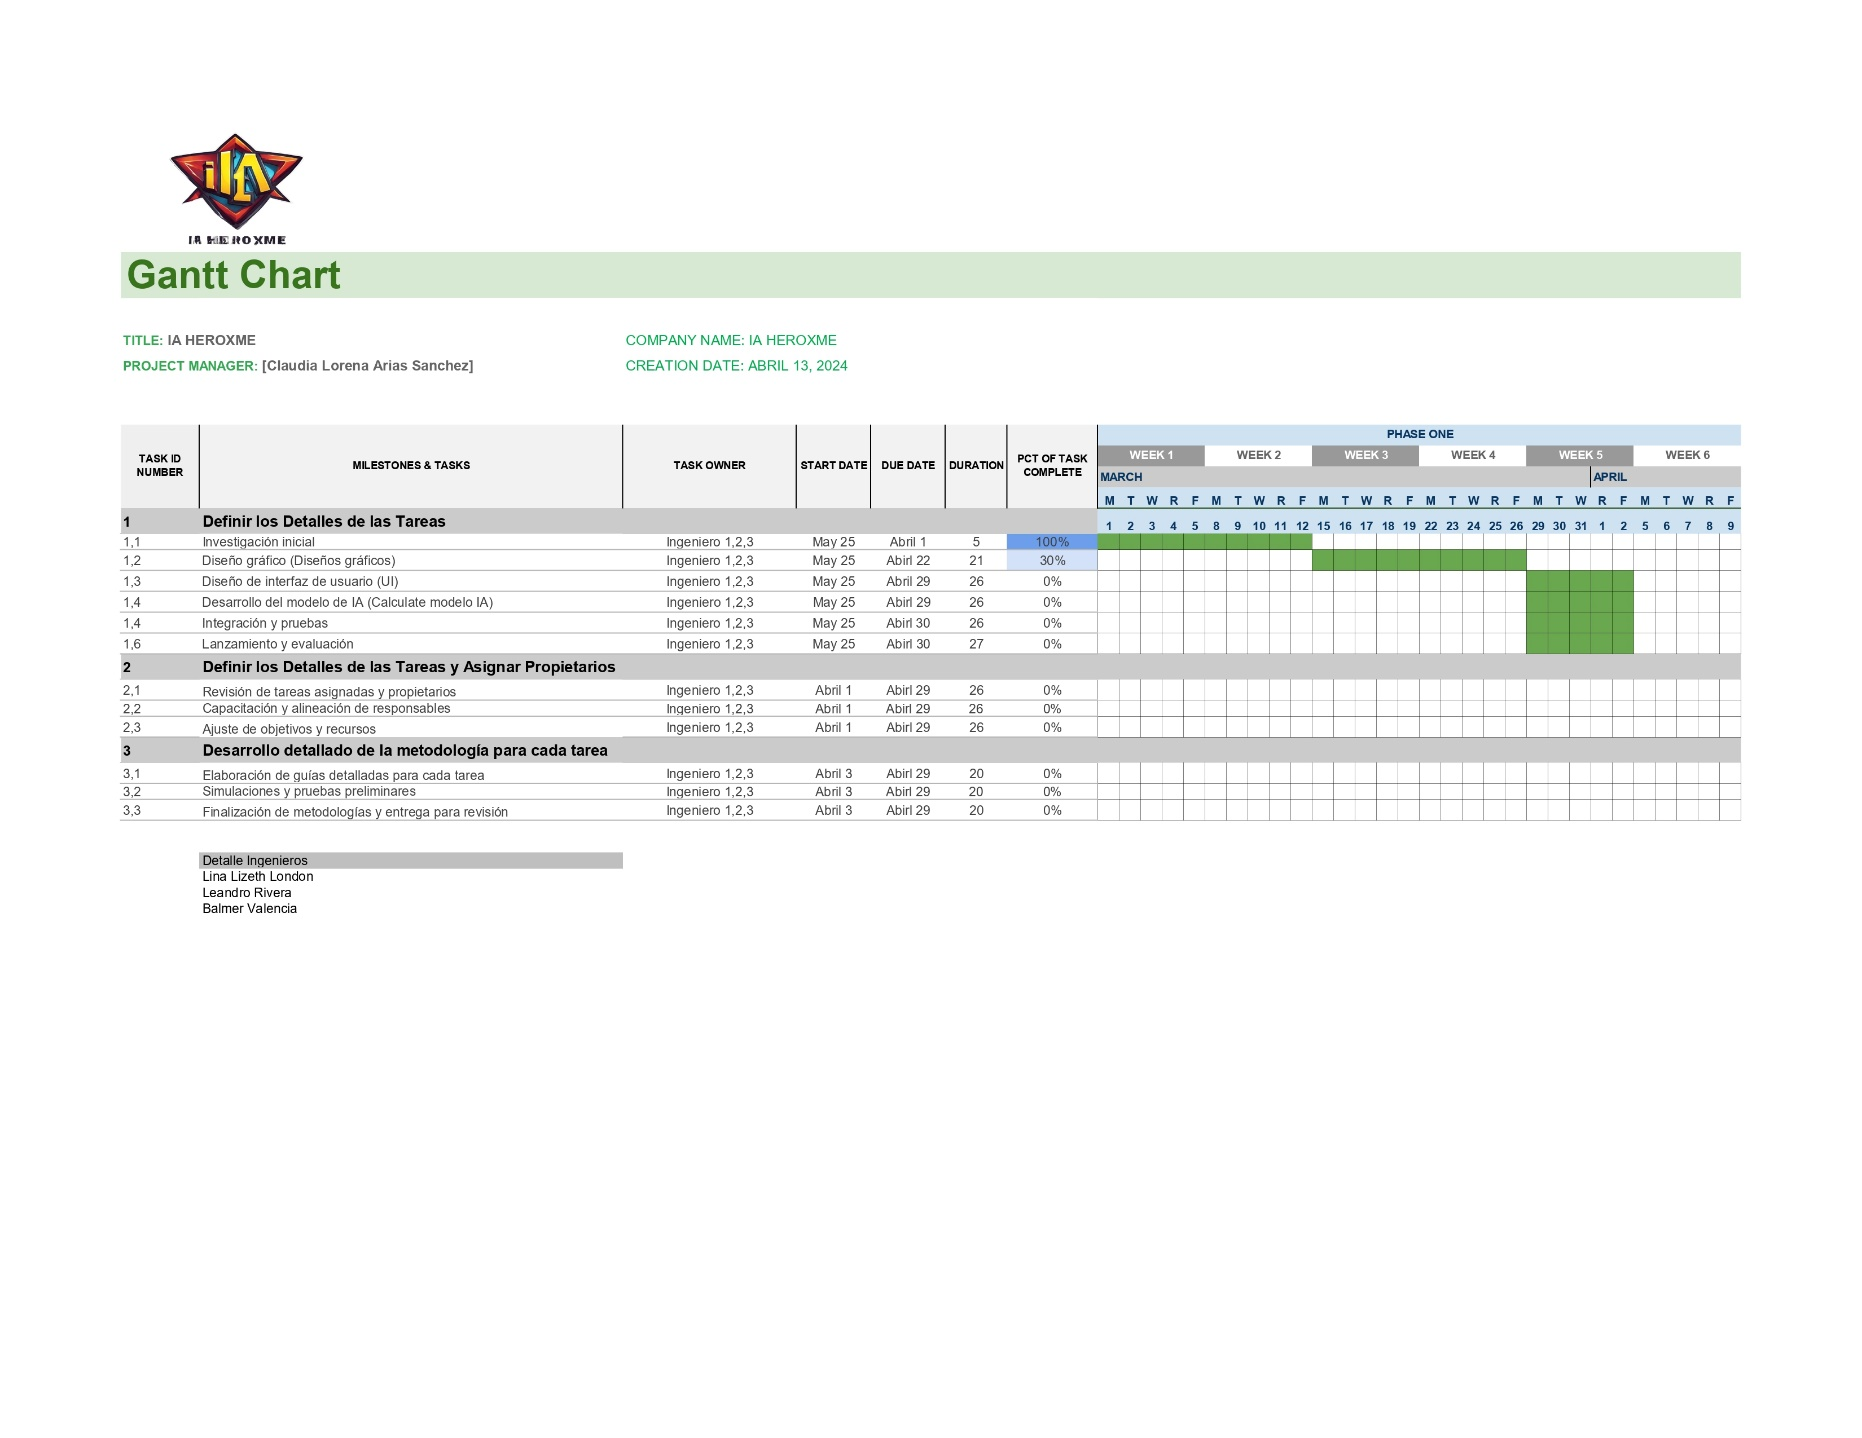 iIA
IA HEROXME
Gantt Chart
TITLE: IA HEROXME COMPANY NAME: IA HEROXME
PROJECT MANAGER: [Claudia Lorena Arias Sanchez] CREATION DATE: ABRIL 13, 2024
TASK ID NUMBER MILESTONES & TASKS TASK OWNER START DATE DUE DATE DURATION PCT OF TASK COMPLETE
PHASE ONE
WEEK 1 WEEK 2 WEEK 3 WEEK 4 WEEK 5 WEEK 6
MARCH APRIL
M T W R F M T W R F M T W R F M T W R F M T W R F M T W R F
1 Definir los Detalles de las Tareas 1 2 3 4 5 8 9 10 11 12 15 16 17 18 19 22 23 24 25 26 29 30 31 1 2 5 6 7 8 9
1,1 Investigación inicial Ingeniero 1,2,3 May 25 Abril 1 5 100%
1,2 Diseño gráfico (Diseños gráficos) Ingeniero 1,2,3 May 25 Abirl 22 21 30%
1,3 Diseño de interfaz de usuario (UI) Ingeniero 1,2,3 May 25 Abirl 29 26 0%
1,4 Desarrollo del modelo de IA (Calculate modelo IA) Ingeniero 1,2,3 May 25 Abirl 29 26 0%
1,4 Integración y pruebas Ingeniero 1,2,3 May 25 Abirl 30 26 0%
1,6 Lanzamiento y evaluación Ingeniero 1,2,3 May 25 Abirl 30 27 0%
2 Definir los Detalles de las Tareas y Asignar Propietarios
2,1 Revisión de tareas asignadas y propietarios Ingeniero 1,2,3 Abril 1 Abirl 29 26 0%
2,2 Capacitación y alineación de responsables Ingeniero 1,2,3 Abril 1 Abirl 29 26 0%
2,3 Ajuste de objetivos y recursos Ingeniero 1,2,3 Abril 1 Abirl 29 26 0%
3 Desarrollo detallado de la metodología para cada tarea
3,1 Elaboración de guías detalladas para cada tarea Ingeniero 1,2,3 Abril 3 Abirl 29 20 0%
3,2 Simulaciones y pruebas preliminares Ingeniero 1,2,3 Abril 3 Abirl 29 20 0%
3,3 Finalización de metodologías y entrega para revisión Ingeniero 1,2,3 Abril 3 Abirl 29 20 0%
Detalle Ingenieros
Lina Lizeth London
Leandro Rivera
Balmer Valencia